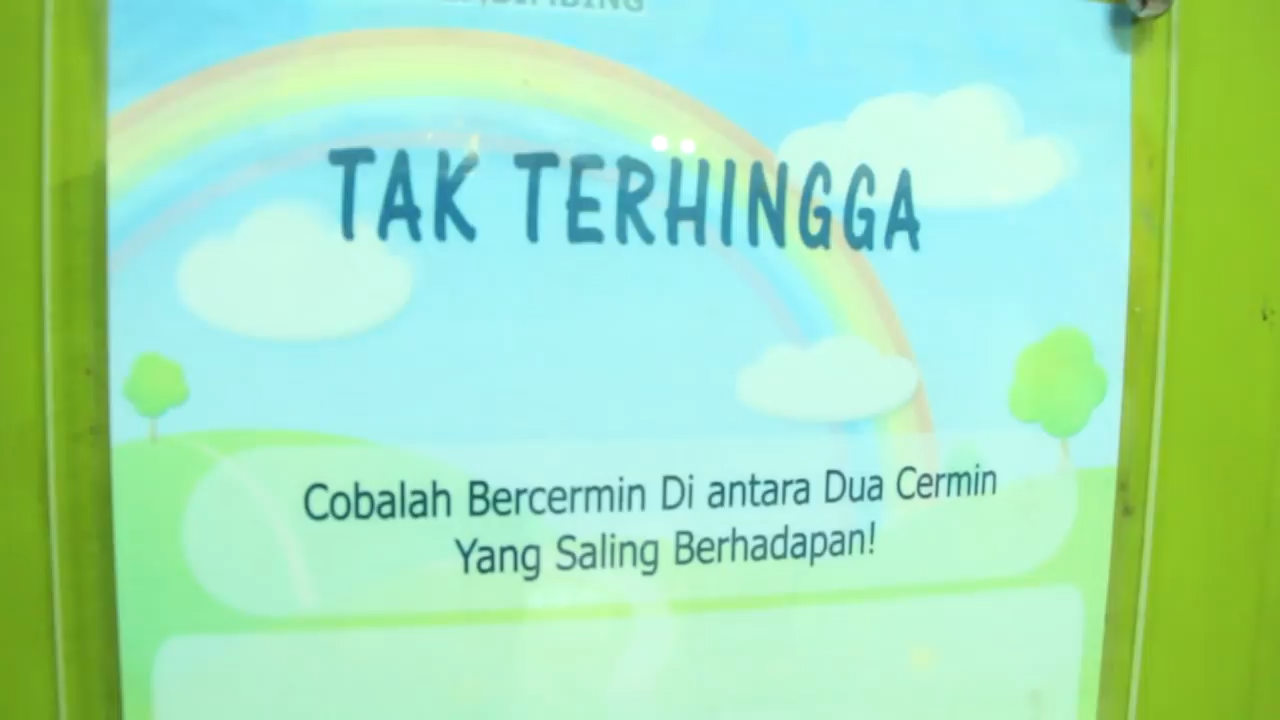 TAK TERHINGGA
Cobalah Bercermin Di antara Dua Cermin
Yang Saling Berhadapan!